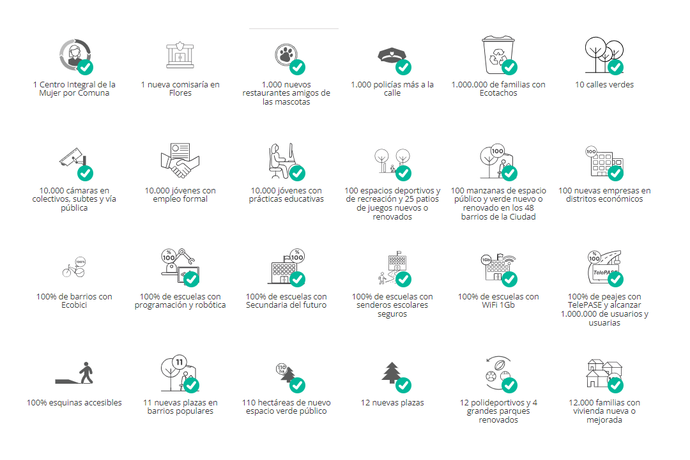 1 Centro Integral de la
Mujer por Comuna
1 nueva comisaría en
Flores
1.000 nuevos
restaurantes amigos de
las mascotas
1.000 policías más a la
calle
1.000.000 de familias con
Ecotachos
10 calles verdes
10.000 cámaras en
colectivos, subtes y vía
pública
10.000 jóvenes con
empleo formal
10.000 jóvenes con
prácticas educativas
100 espacios deportivos y
de recreación y 25 patios
de juegos nuevos o
renovados
100
100 manzanas de espacio
público y verde nuevo o
renovado en los 48
barrios de la Ciudad
100
100 nuevas empresas en
distritos económicos
100% de barrios con
Ecobici
%
100
100% de escuelas con
programación y robótica
%
100
100% de escuelas con
Secundaria del futuro
100% de escuelas con
senderos escolares
seguros
100% de escuelas con
WiFi 1Gb
%
100
TelePASE
100% de peajes con
TelePASE y alcanzar
1.000.000 de usuarios y
usuarias
100% esquinas accesibles
11
11 nuevas plazas en
barrios populares
110
110 hectáreas de nuevo
espacio verde público
12 nuevas plazas
12 polideportivos y 4
grandes parques
renovados
12.000 familias con
vivienda nueva o
mejorada